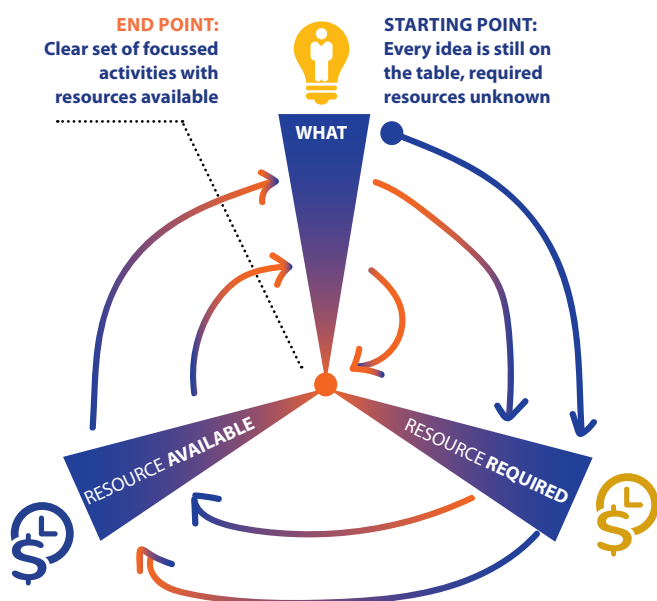 END POINT:
Clear set of focussed
activities with
resources available
STARTING POINT:
Every idea is still on
the table, required
resources unknown
WHAT
RESOURCE AVAILABLE
RESOURCE REQUIRED
$
$